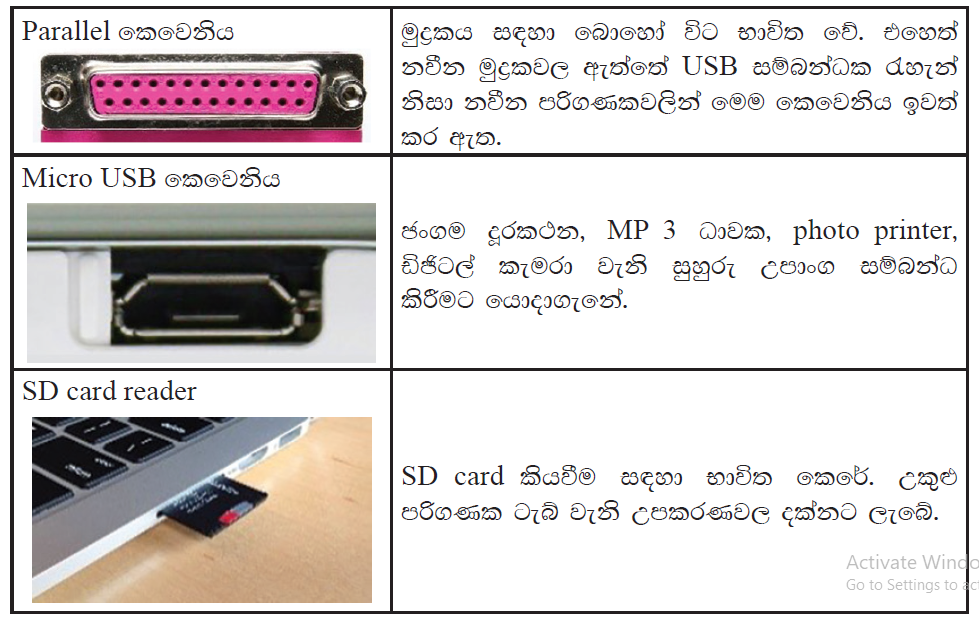 Parallel කෙවෙනිය
මුද්‍රකය සඳහා බොහෝ විට භාවිත වේ. එහෙත්
නවීන මුද්‍රකවල ඇත්තේ USB සම්බන්ධක රැහැන්
නිසා නවීන පරිගණකවලින් මෙම කෙවෙනිය ඉවත්
කර ඇත.
Micro USB කෙවෙනිය
ජංගම දූරකථන, MP 3 ධාවක, photo printer,
ඩිජිටල් කැමරා වැනි සුහුරු උපාංග සම්බන්ධ
කිරීමට යොදාගැනේ.
SD card reader
SD card කියවීම සඳහා භාවිත කෙරේ. උකුළු
පරිගණක ටැබ් වැනි උපකරණවල දක්නට ලැබේ.
Activate Windo
Go to Settings to ac